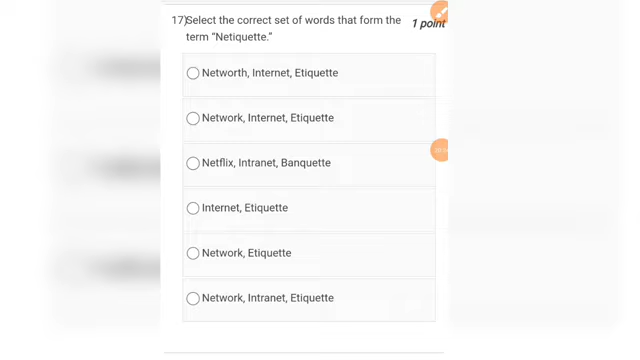 17)Select the correct set of words that form the
1 point
term “Netiquette.”
Networth, Internet, Etiquette
Network, Internet, Etiquette
Netflix, Intranet, Banquette
Internet, Etiquette
Network, Etiquette
Network, Intranet, Etiquette